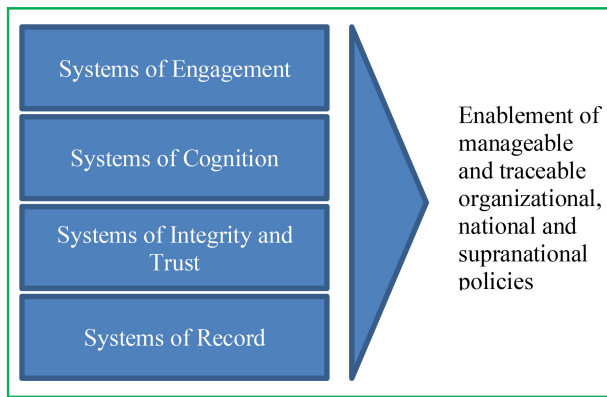 Systems of Engagement
Systems of Cognition
Systems of Integrity and
Trust
Systems of Record
Enablement of
manageable
and traceable
organizational,
national and
supranational
policies